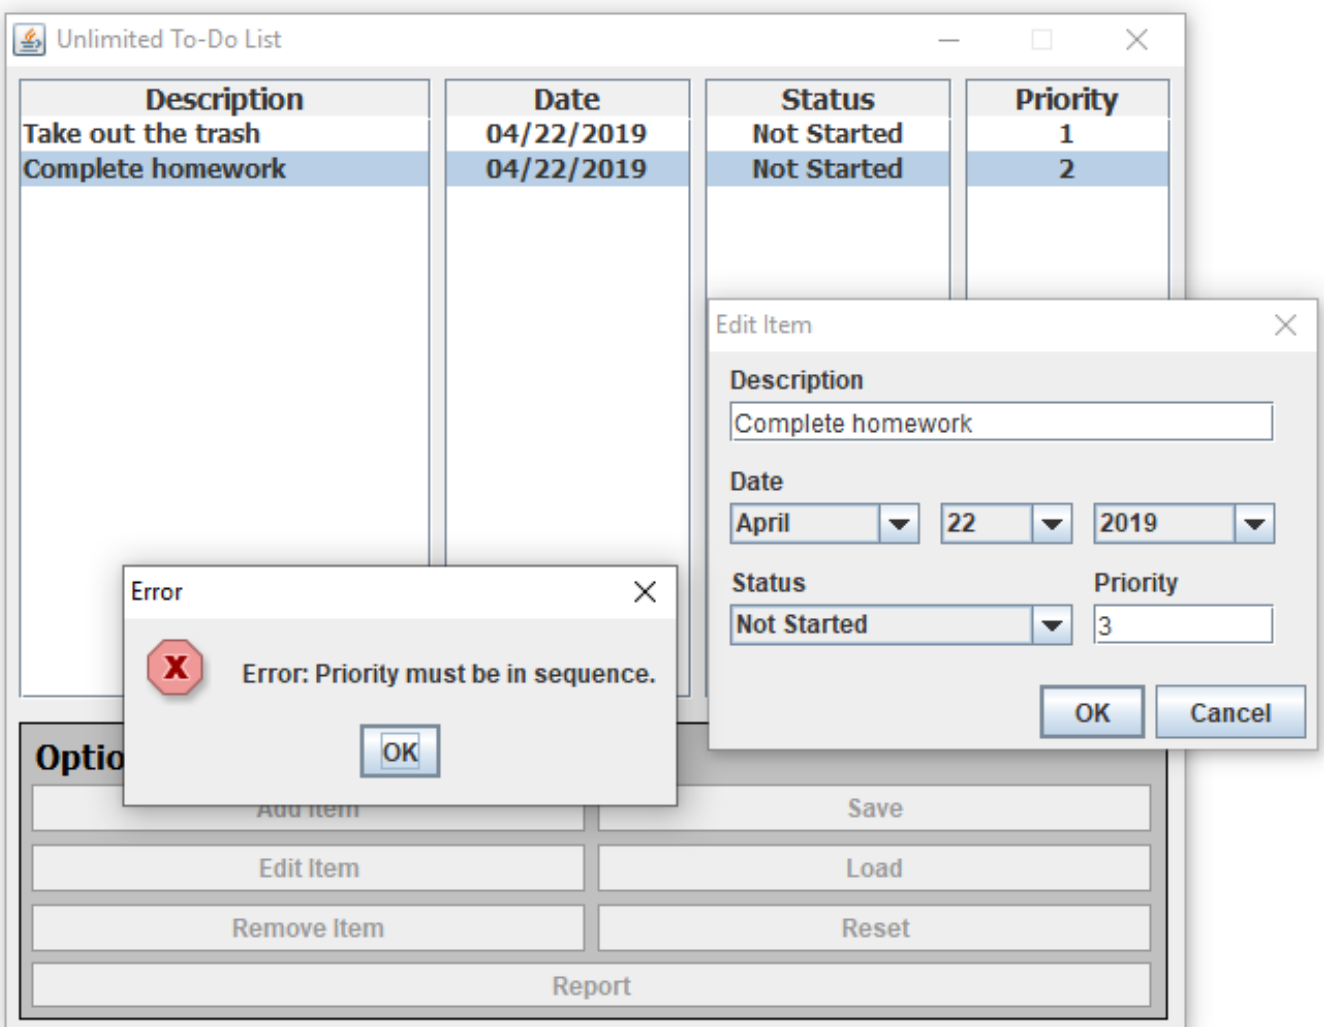 Unlimited To-Do List
Description Date Status Priority
Take out the trash 04/22/2019 Not Started 1
Complete homework 04/22/2019 Not Started 2
Edit Item
Description
Complete homework
Date
April 22 2019
Status Priority
Not Started 3
OK Cancel
Error
X
Error: Priority must be in sequence.
OK
Optio
Add Item Save
Edit Item Load
Remove Item Reset
Report